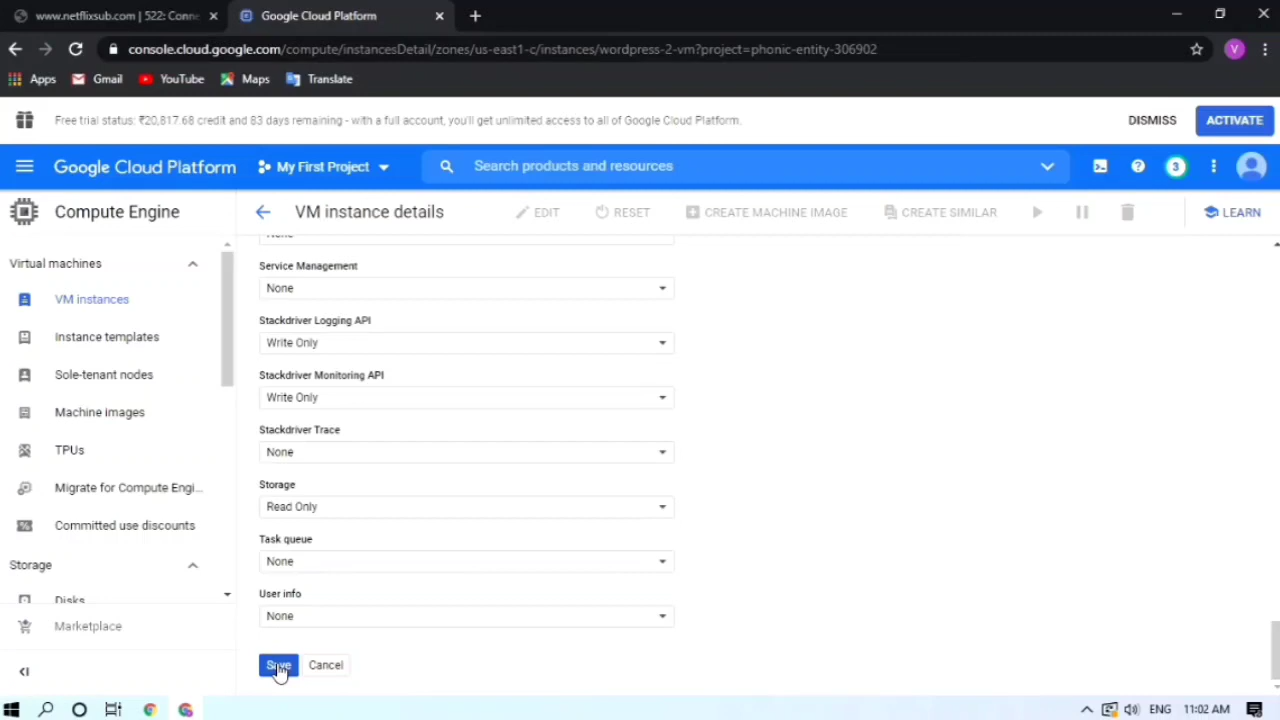 www.netflixsub.com | 522: Conne
Google Cloud Platform
console.cloud.google.com/compute/instancesDetail/zones/us-east1-c/instances/wordpress-2-vm?project=phonic-entity-306902
V
Apps
Gmail
YouTube
Maps
Translate
Free trial status: ₹20,817.68 credit and 83 days remaining - with a full account, you'll get unlimited access to all of Google Cloud Platform.
DISMISS
ACTIVATE
Google Cloud Platform
My First Project
Search products and resources
3
Compute Engine
VM instance details
EDIT
RESET
CREATE MACHINE IMAGE
CREATE SIMILAR
LEARN
Virtual machines
VM instances
Instance templates
Sole-tenant nodes
Machine images
TPUs
Migrate for Compute Engi...
Committed use discounts
Storage
Disks
Marketplace
None
Service Management
None
Stackdriver Logging API
Write Only
Stackdriver Monitoring API
Write Only
Stackdriver Trace
None
Storage
Read Only
Task queue
None
User info
None
Save
Cancel
ENG
11:02 AM